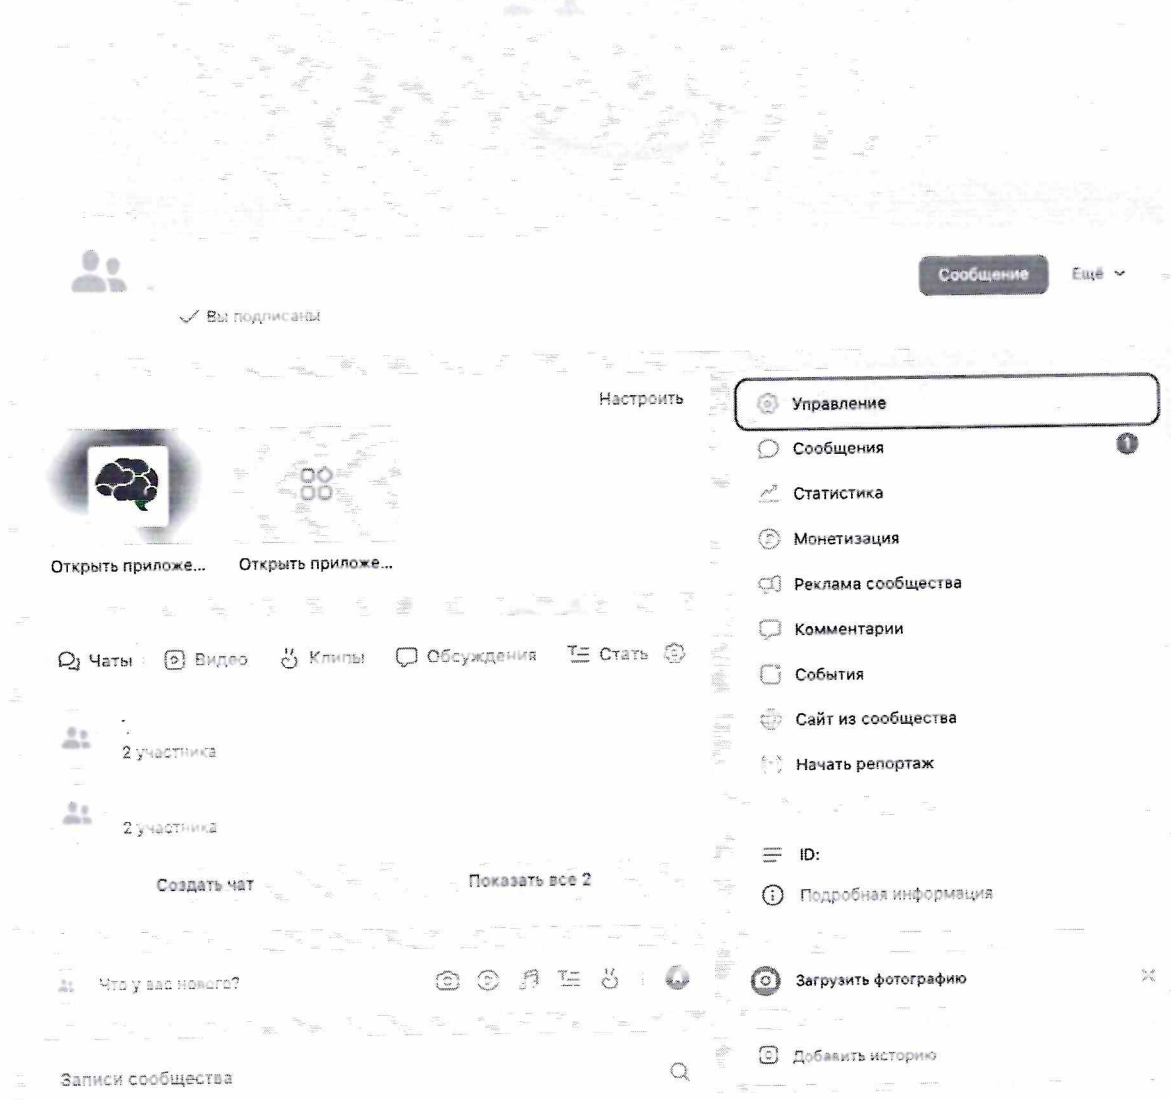 Сообщение
Ещё
Вы подписаны
Настроить
Открыть приложе...
Открыть приложе...
Чаты
Видео
Клипы
Обсуждения
Стать
2 участника
2 участника
Создать чат
Показать все 2
Что у вас нового?
Записи сообщества
Управление
Сообщения
1
Статистика
Монетизация
Реклама сообщества
Комментарии
События
Сайт из сообщества
Начать репортаж
ID:
Подробная информация
Загрузить фотографию
Добавить историю